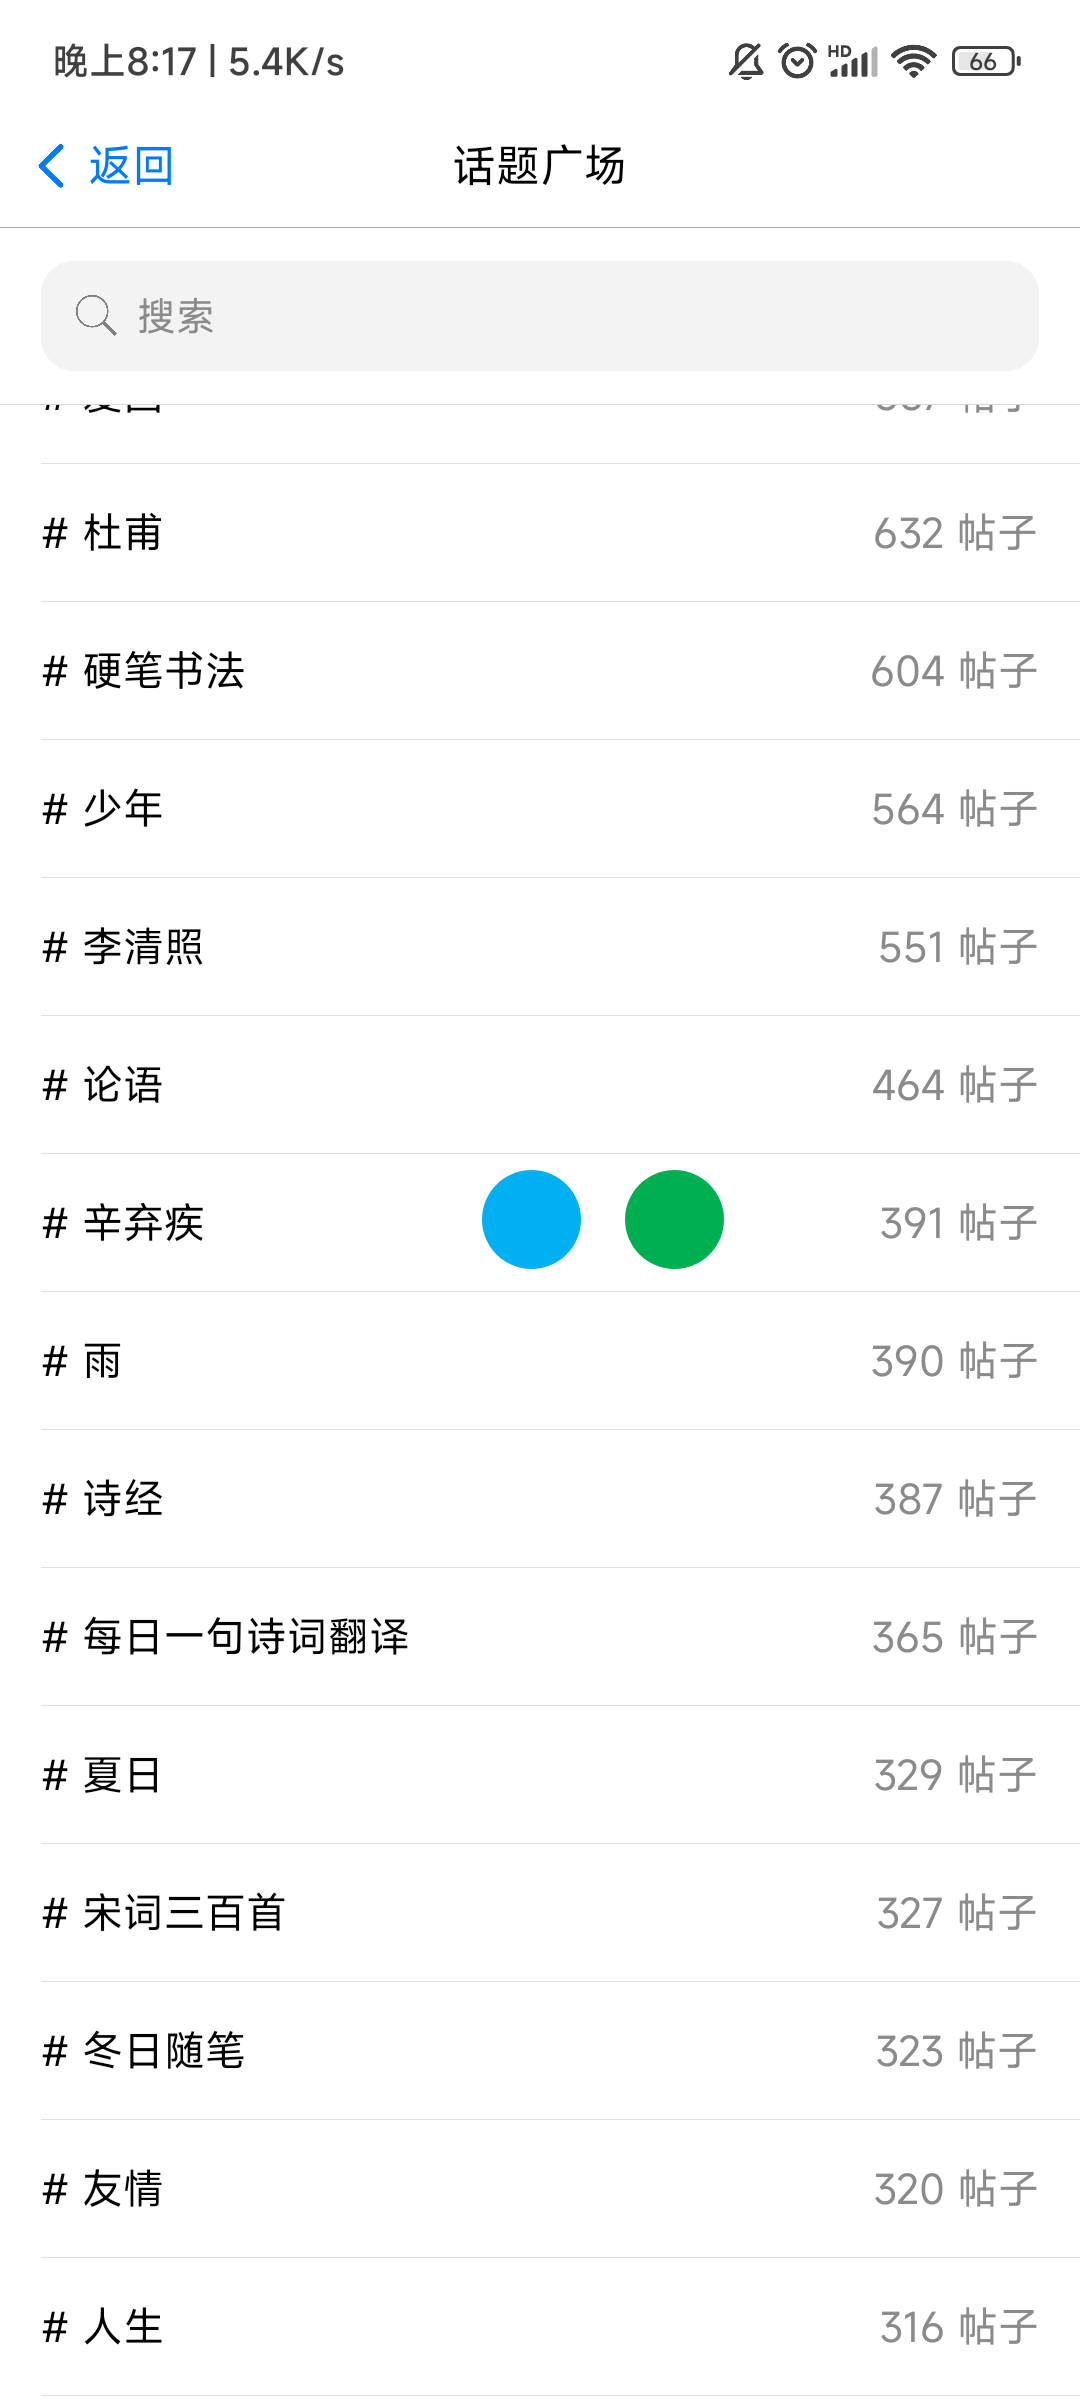 晚上8:17 | 5.4K/s
HD
66
返回
话题广场
搜索
# 杜甫 632 帖子
# 硬笔书法 604 帖子
# 少年 564 帖子
# 李清照 551 帖子
# 论语 464 帖子
# 辛弃疾 391 帖子
# 雨 390 帖子
# 诗经 387 帖子
# 每日一句诗词翻译 365 帖子
# 夏日 329 帖子
# 宋词三百首 327 帖子
# 冬日随笔 323 帖子
# 友情 320 帖子
# 人生 316 帖子